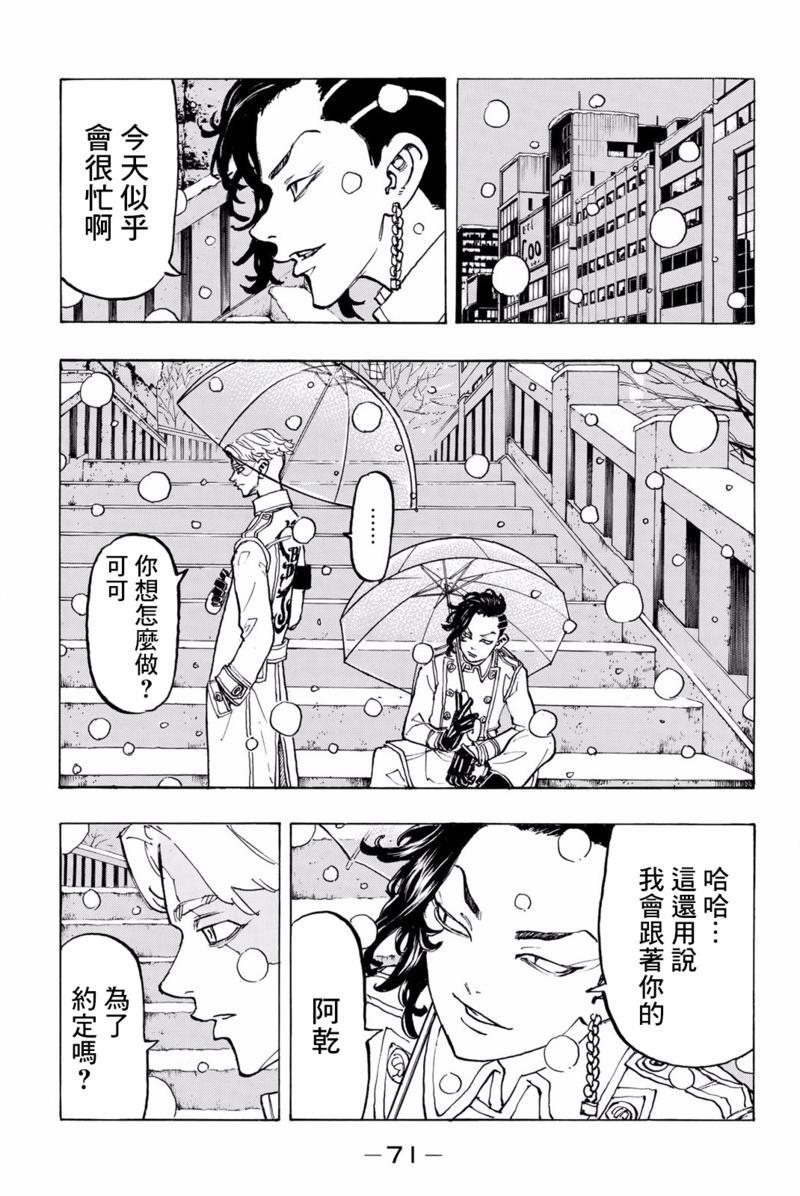 今天似乎
會很忙啊
……
你想怎麼做?
可可
哈哈…
這還用說
我會跟著你的
阿乾
為了
約定嗎?
—71—